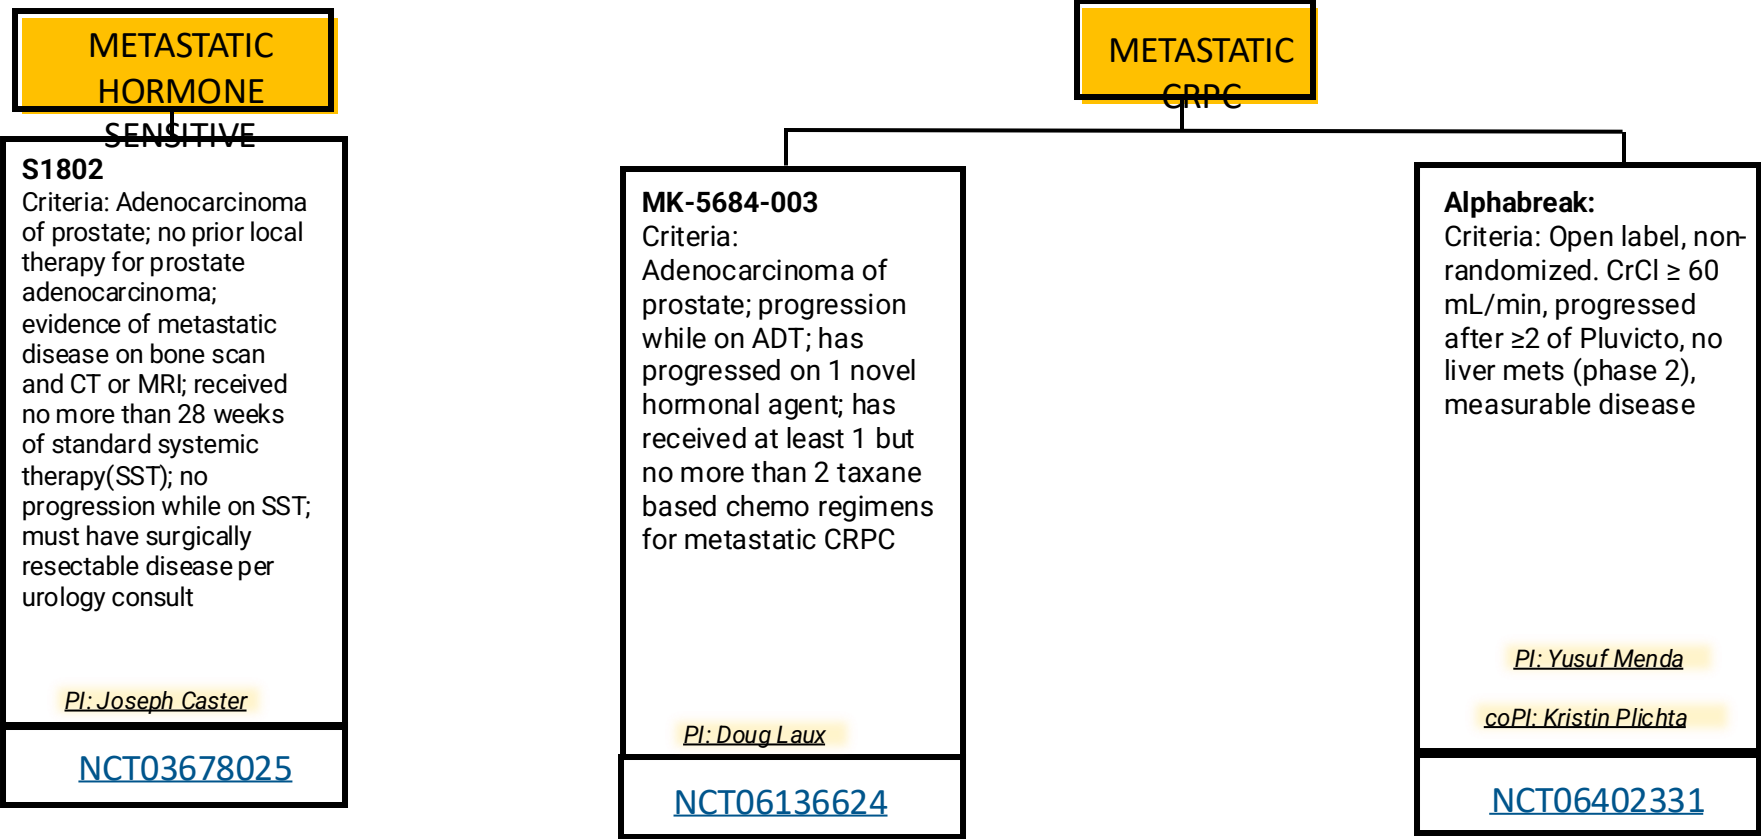 METASTATIC
HORMONE
SENSITIVE
S1802
Criteria: Adenocarcinoma
of prostate; no prior local
therapy for prostate
adenocarcinoma;
evidence of metastatic
disease on bone scan
and CT or MRI; received
no more than 28 weeks
of standard systemic
therapy(SST); no
progression while on SST;
must have surgically
resectable disease per
urology consult
PI: Joseph Caster
NCT03678025
METASTATIC
CRPC
MK-5684-003
Criteria:
Adenocarcinoma of
prostate; progression
while on ADT; has
progressed on 1 novel
hormonal agent; has
received at least 1 but
no more than 2 taxane
based chemo regimens
for metastatic CRPC
PI: Doug Laux
NCT06136624
Alphabreak:
Criteria: Open label, non-
randomized. CrCl ≥ 60
mL/min, progressed
after ≥2 of Pluvicto, no
liver mets (phase 2),
measurable disease
PI: Yusuf Menda
coPI: Kristin Plichta
NCT06402331